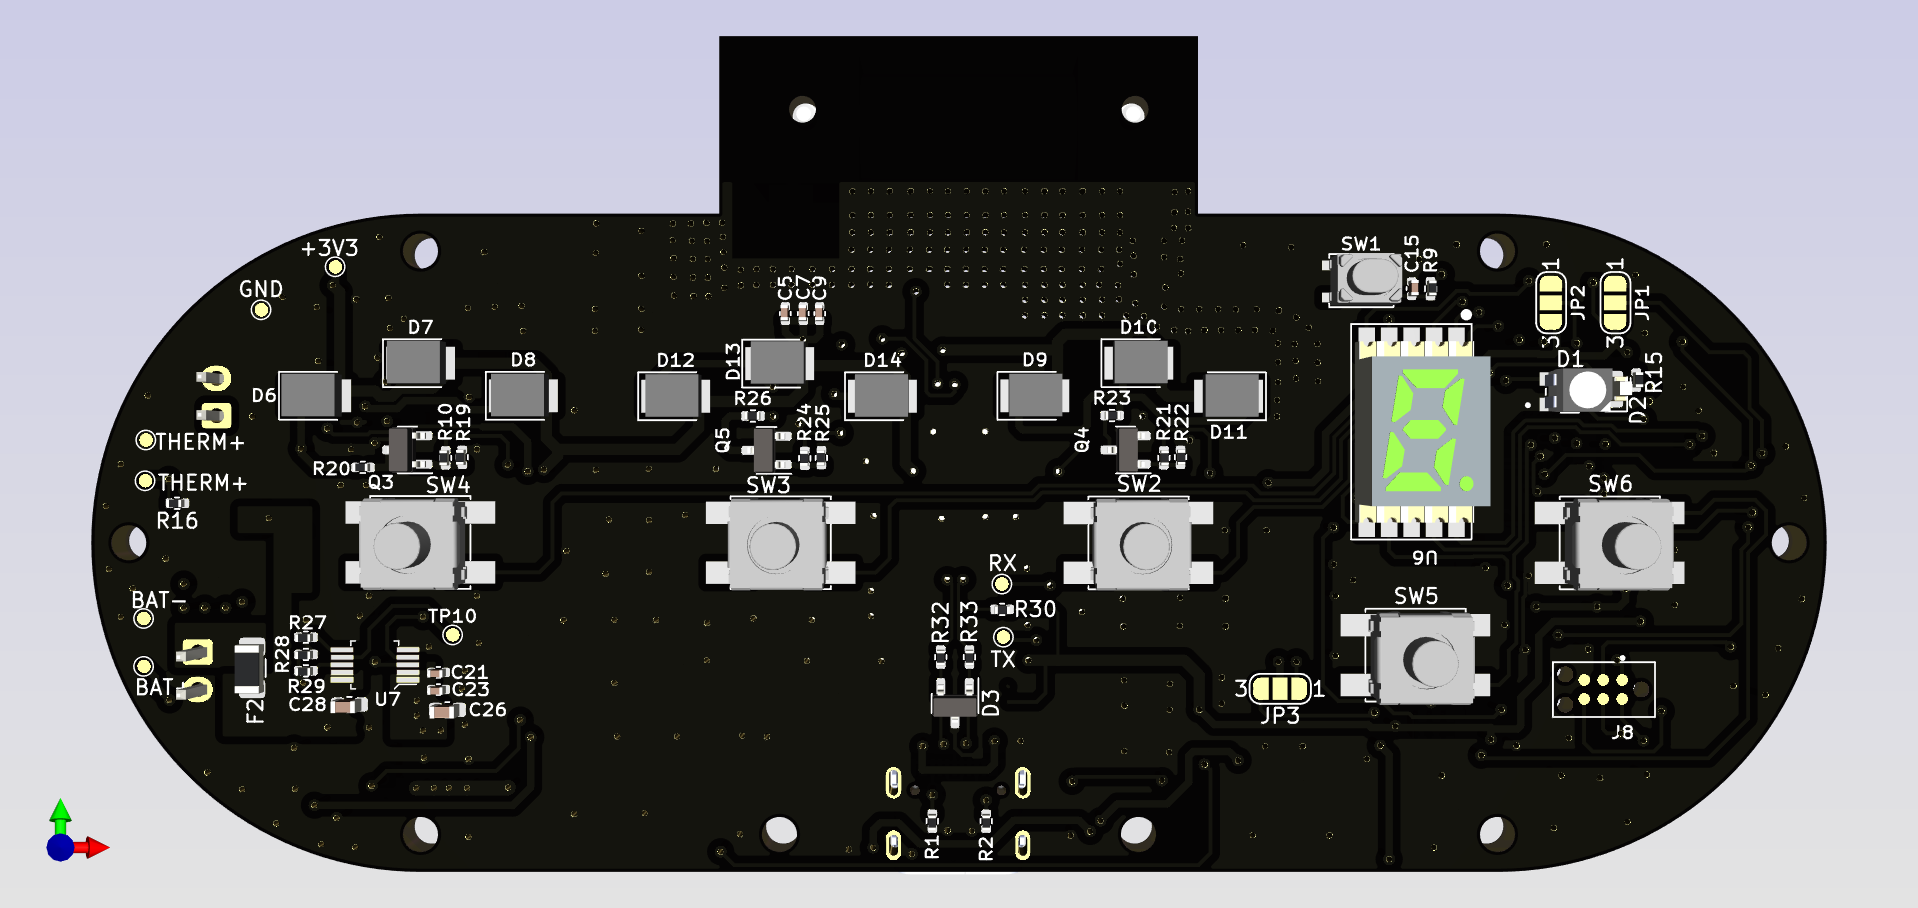 +3V3
GND
SW1
C15
R9
1
1
JP2
JP1
3
3
C5
C7
C9
D7
D8
D6
D12
D13
D14
D9
D10
D11
D1
R15
D2
R26
R23
R10
R19
Q5
R24
R25
Q4
R21
R22
THERM+
THERM+
R20
Q3
R16
SW4
SW3
SW2
SW6
U6
SW5
BAT-
BAT
TP10
RX
R30
R32
R33
TX
R27
R28
R29
C28
F2
U7
C21
C23
C26
D3
3
1
JP3
J8
R1
R2